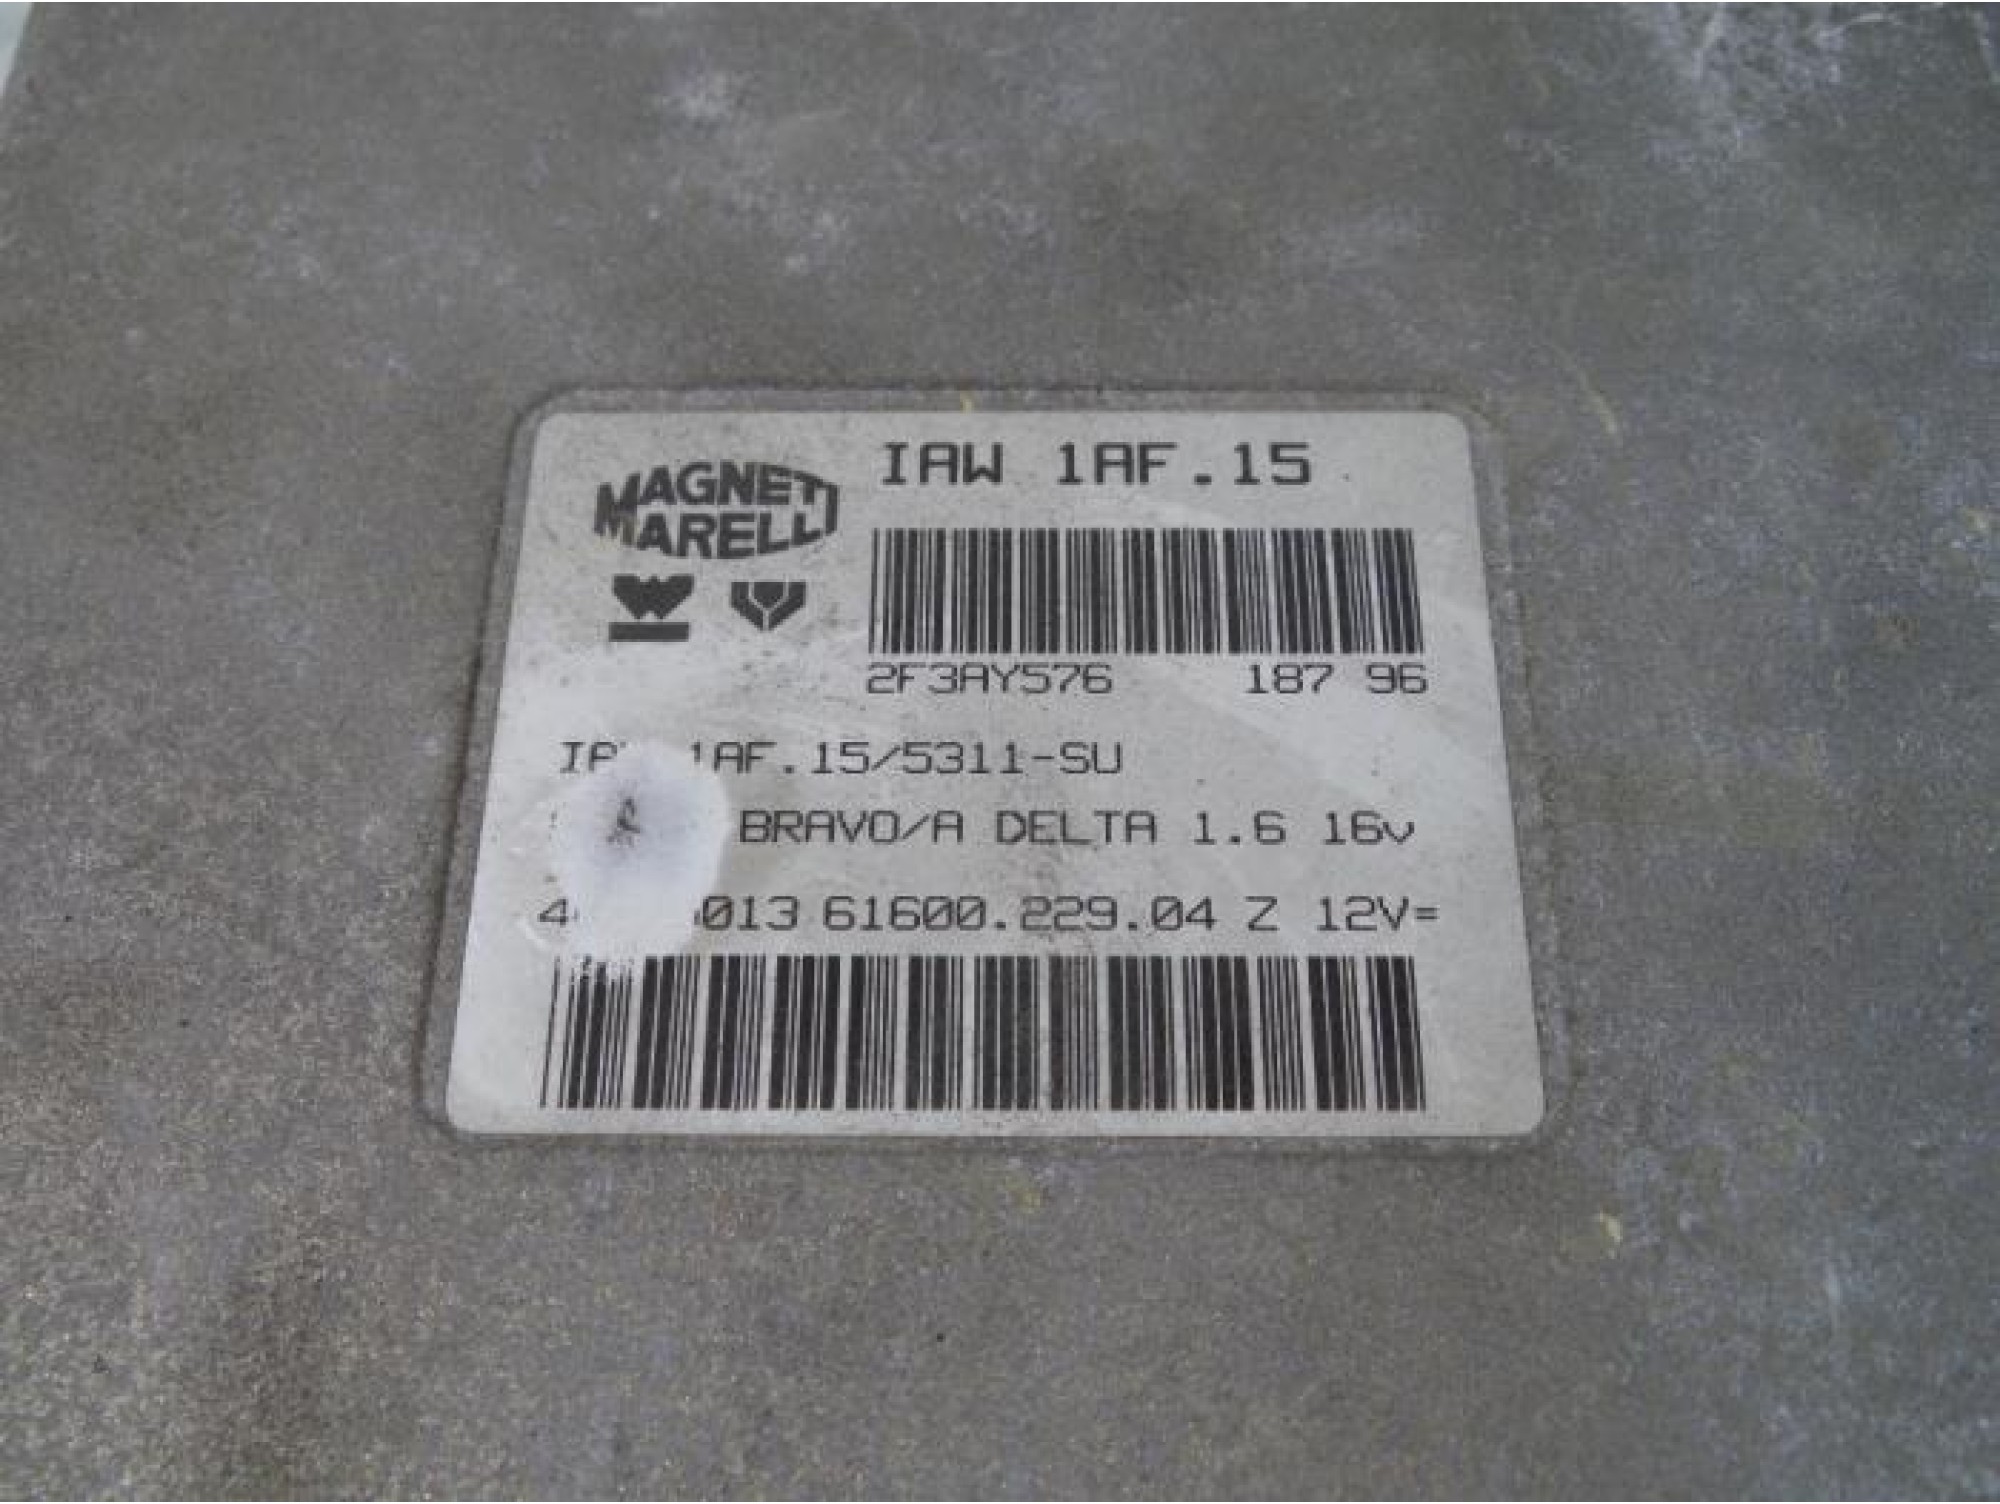 IAW 1AF.15
MAGNETI
MARELLI
2F3AY576 187 96
1AF.15/5311-SU
BRAVO/A DELTA 1.6 16v
61600.229.04 Z 12V=